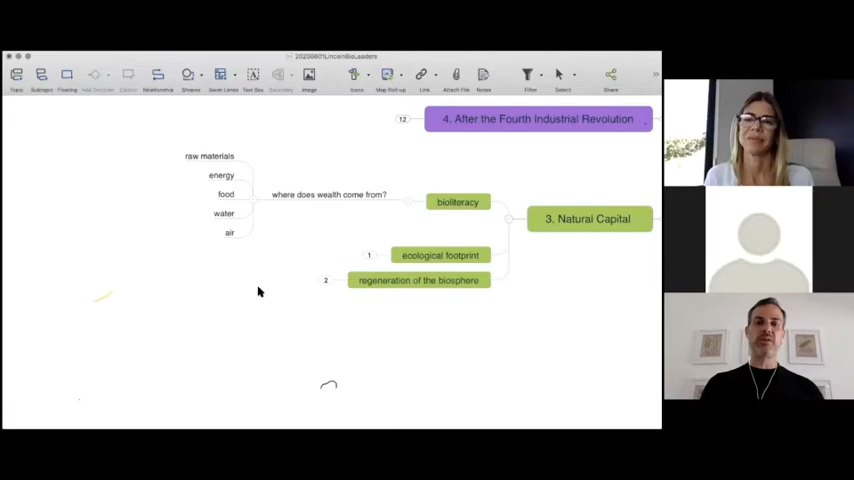 20200801LincolnBioLeaders
Topic
Subtopic
Floating
Callout
Relationship
Shapes
Swim Lanes
Text Box
Boundary
Image
Icons
Map Roll-up
Link
Attach File
Notes
Filter
Select
Share
12
4. After the Fourth Industrial Revolution
raw materials
energy
food
water
air
where does wealth come from?
bioliteracy
3. Natural Capital
1
ecological footprint
2
regeneration of the biosphere